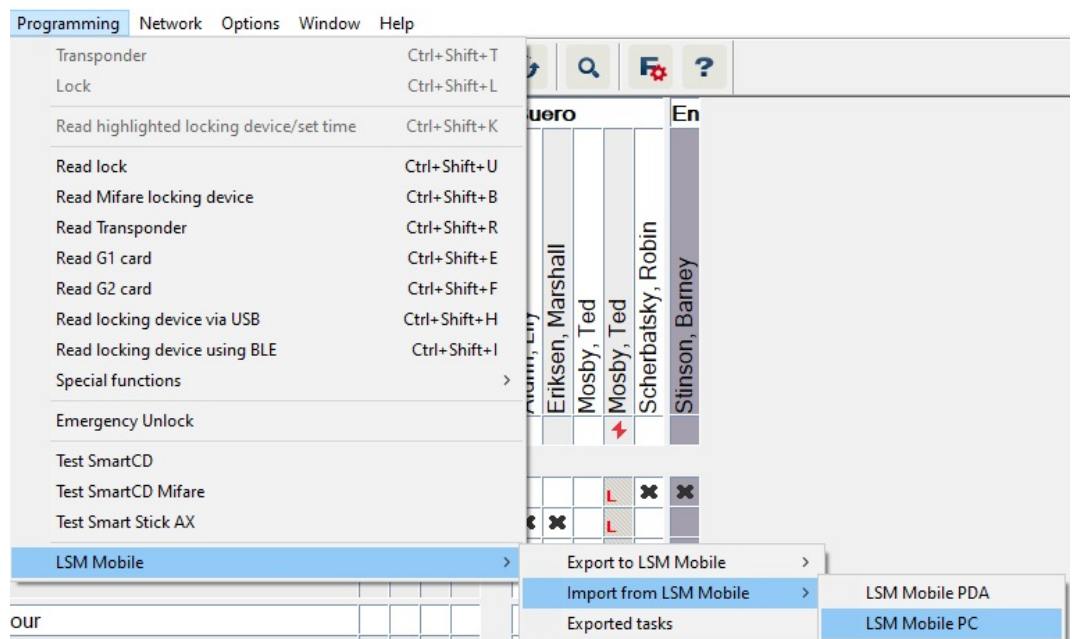 Programming Network Options Window Help
Transponder Ctrl+Shift+T
Lock Ctrl+Shift+L
Read highlighted locking device/set time Ctrl+Shift+K
Read lock Ctrl+Shift+U
Read Mifare locking device Ctrl+Shift+B
Read Transponder Ctrl+Shift+R
Read G1 card Ctrl+Shift+E
Read G2 card Ctrl+Shift+F
Read locking device via USB Ctrl+Shift+H
Read locking device using BLE Ctrl+Shift+I
Special functions
Emergency Unlock
Test SmartCD
Test SmartCD Mifare
Test Smart Stick AX
LSM Mobile
Export to LSM Mobile
Import from LSM Mobile
Exported tasks
LSM Mobile PDA
LSM Mobile PC
?
uero
En
Eriksen, Marshall
Mosby, Ted
Mosby, Ted
Scherbatsky, Robin
Stinson, Barney
L
L
our